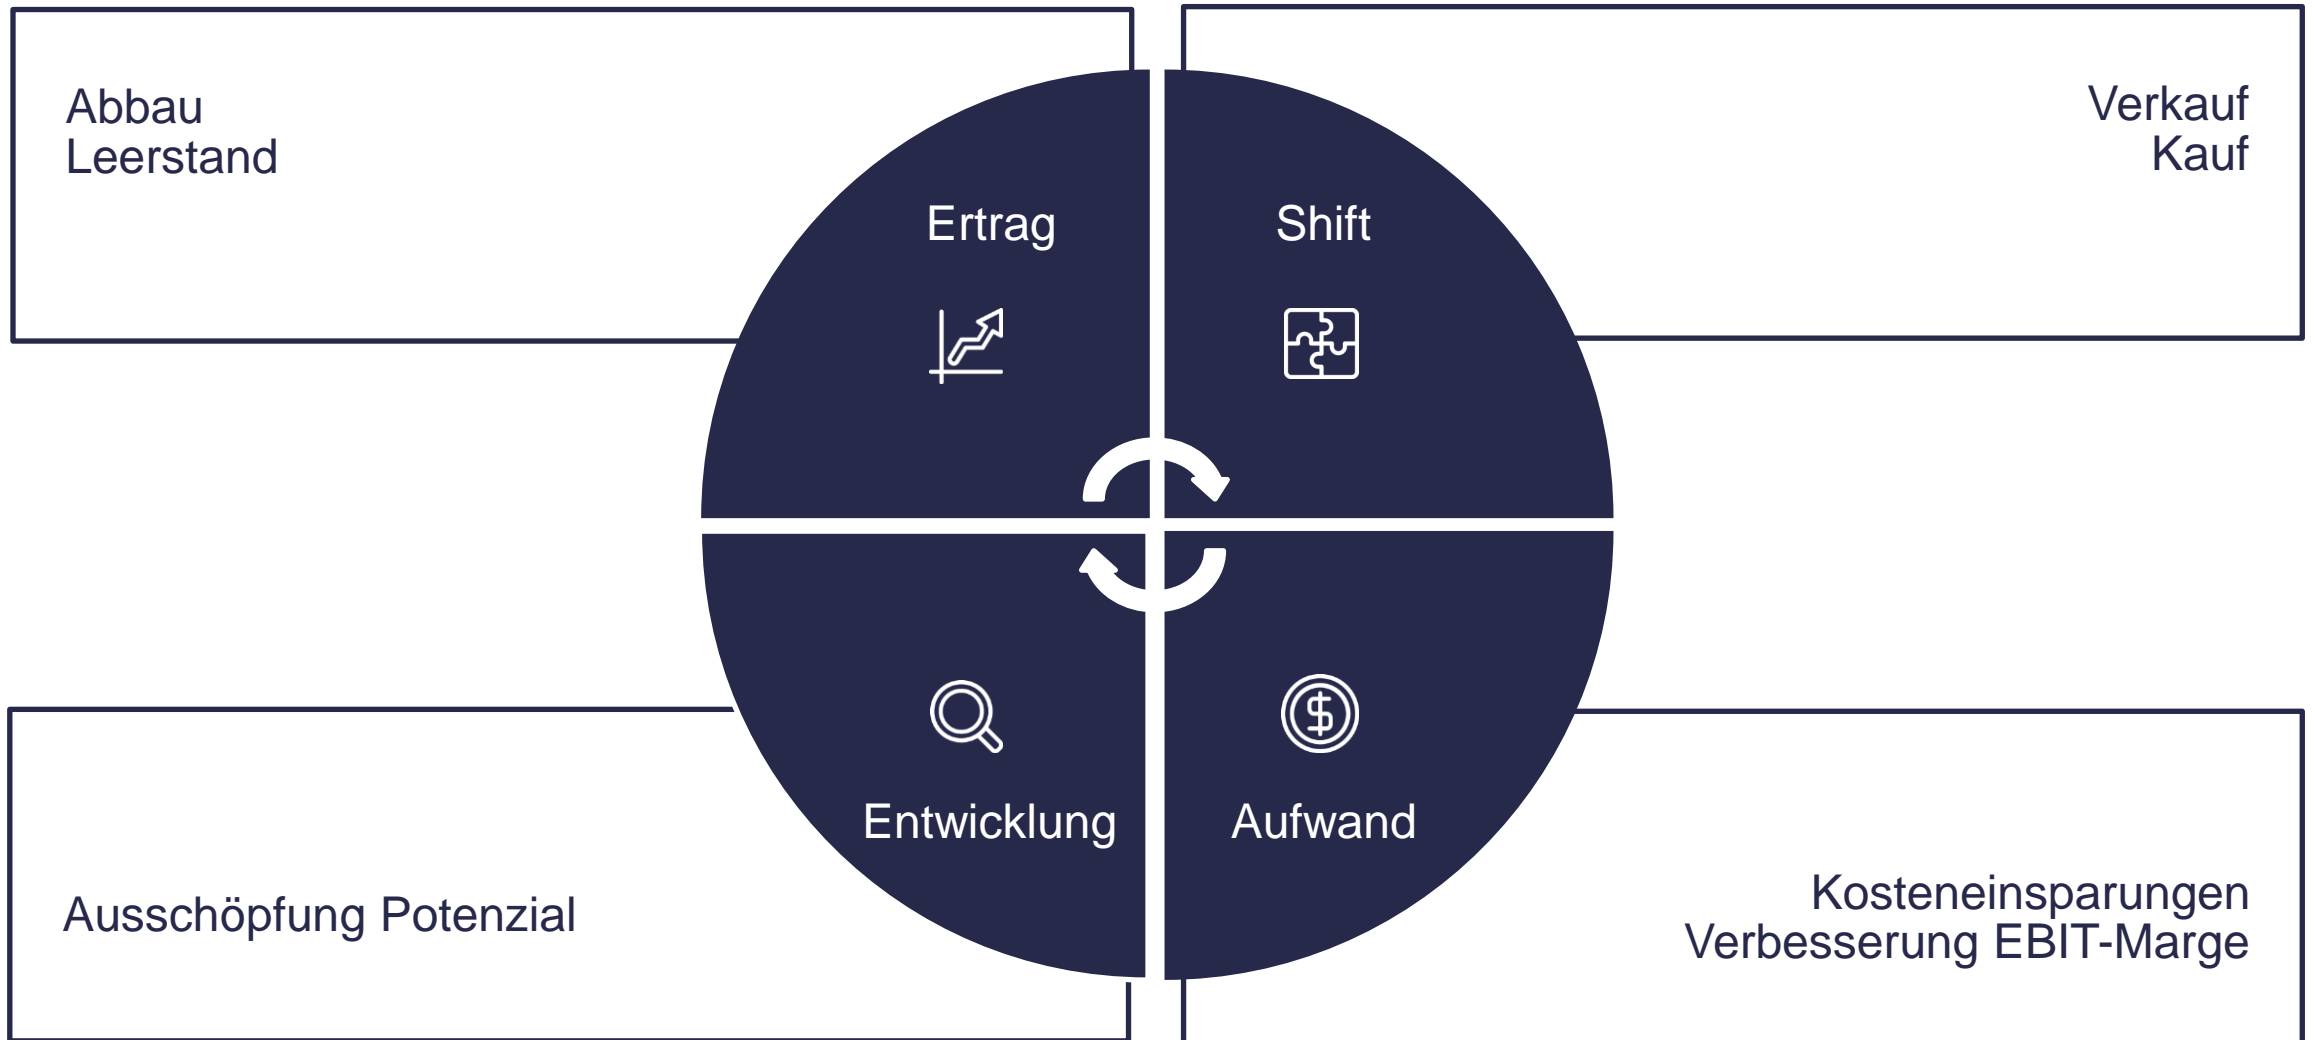 Abbau
Leerstand
Verkauf
Kauf
Ertrag
Shift
Entwicklung
Aufwand
Ausschöpfung Potenzial
Kosteneinsparungen
Verbesserung EBIT-Marge